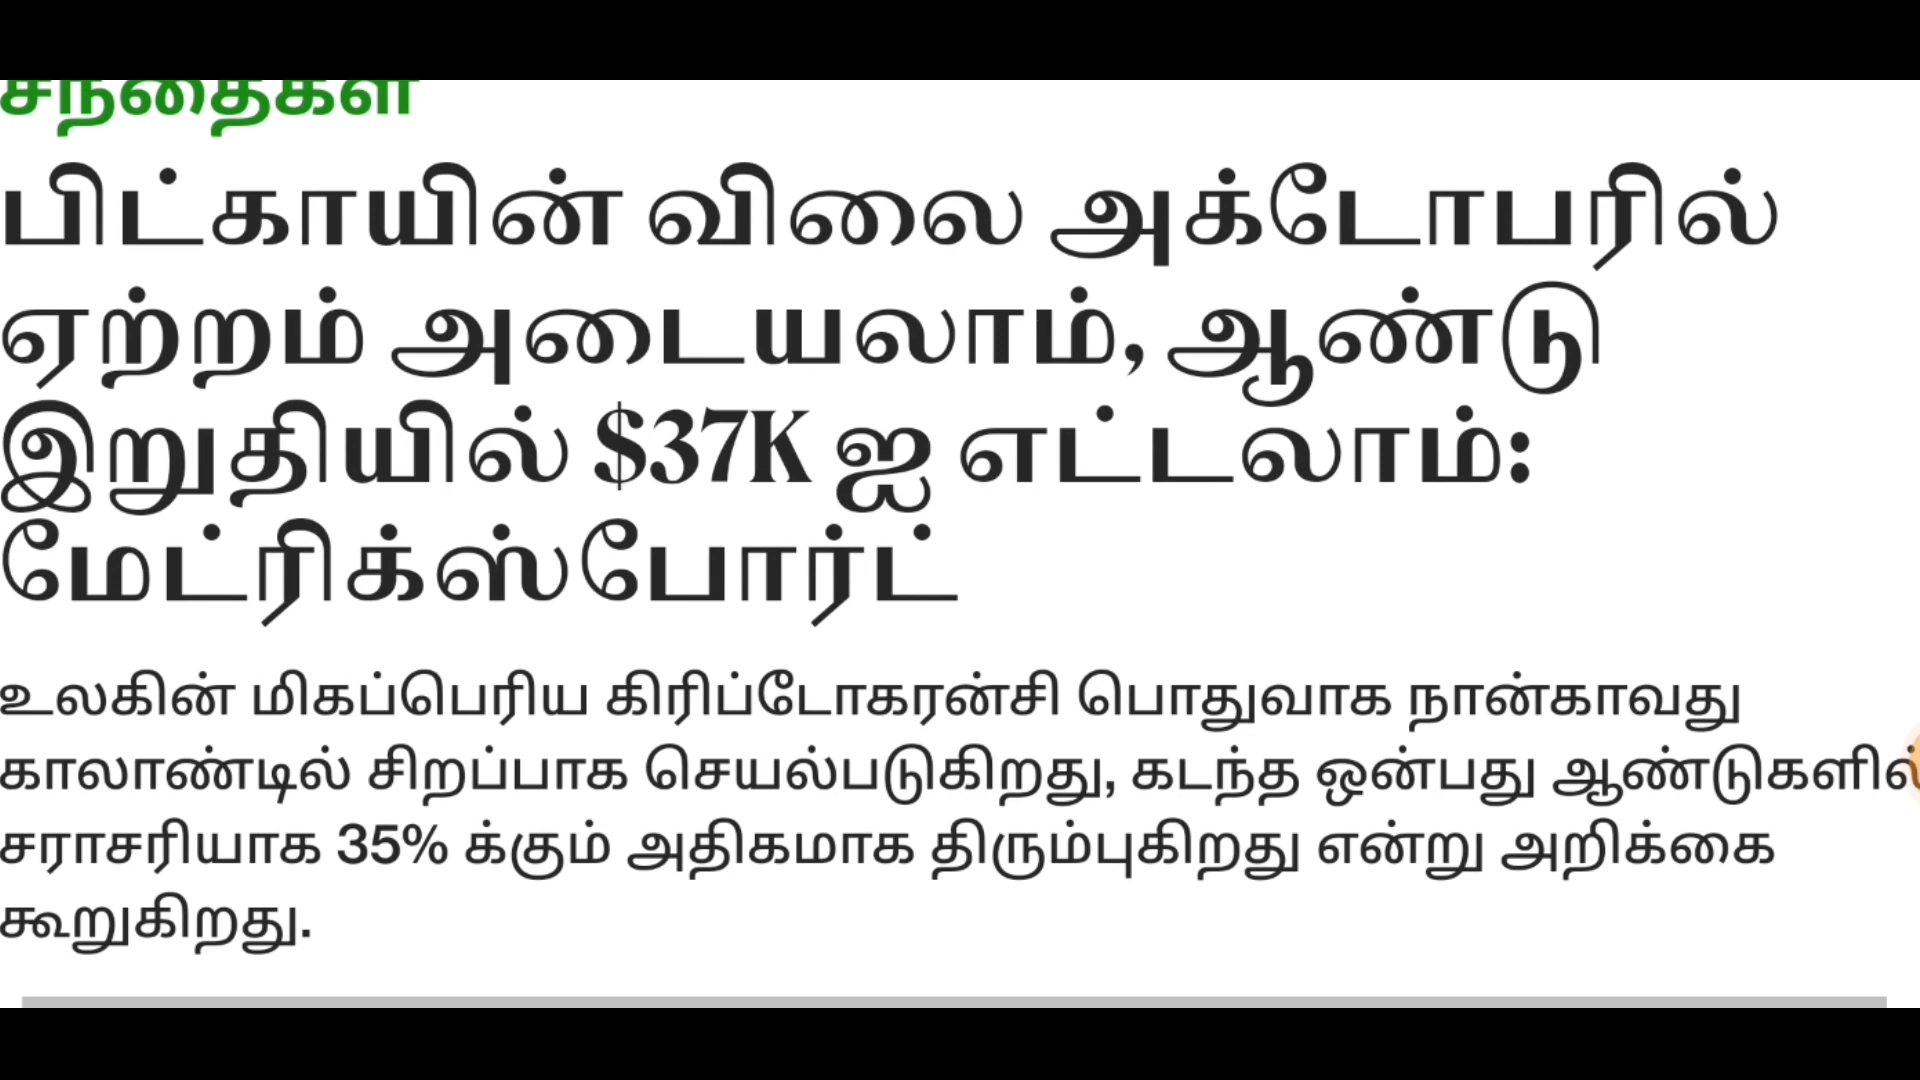 சந்தைகள்
பிட்காயின் விலை அக்டோபரில்
ஏற்றம் அடையலாம், ஆண்டு
இறுதியில் $37K ஐ எட்டலாம்:
மேட்ரிக்ஸ்போர்ட்
உலகின் மிகப்பெரிய கிரிப்டோகரன்சி பொதுவாக நான்காவது
காலாண்டில் சிறப்பாக செயல்படுகிறது, கடந்த ஒன்பது ஆண்டுகளில்
சராசரியாக 35% க்கும் அதிகமாக திரும்புகிறது என்று அறிக்கை
கூறுகிறது.